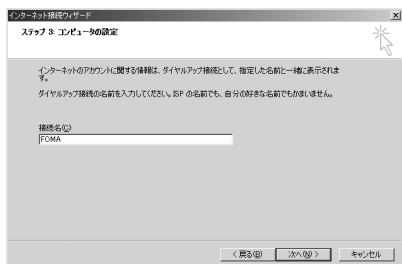 インターネット接続ウィザード
ステップ 3: コンピュータの設定
インターネットのアカウントに関する情報は、ダイヤルアップ接続として、指定した名前と一緒に表示されま
す。
ダイヤルアップ接続の名前を入力してください。ISP の名前でも、自分の好きな名前でもかまいません。
接続名(C):
FOMA
< 戻る(B)
次へ(N) >
キャンセル